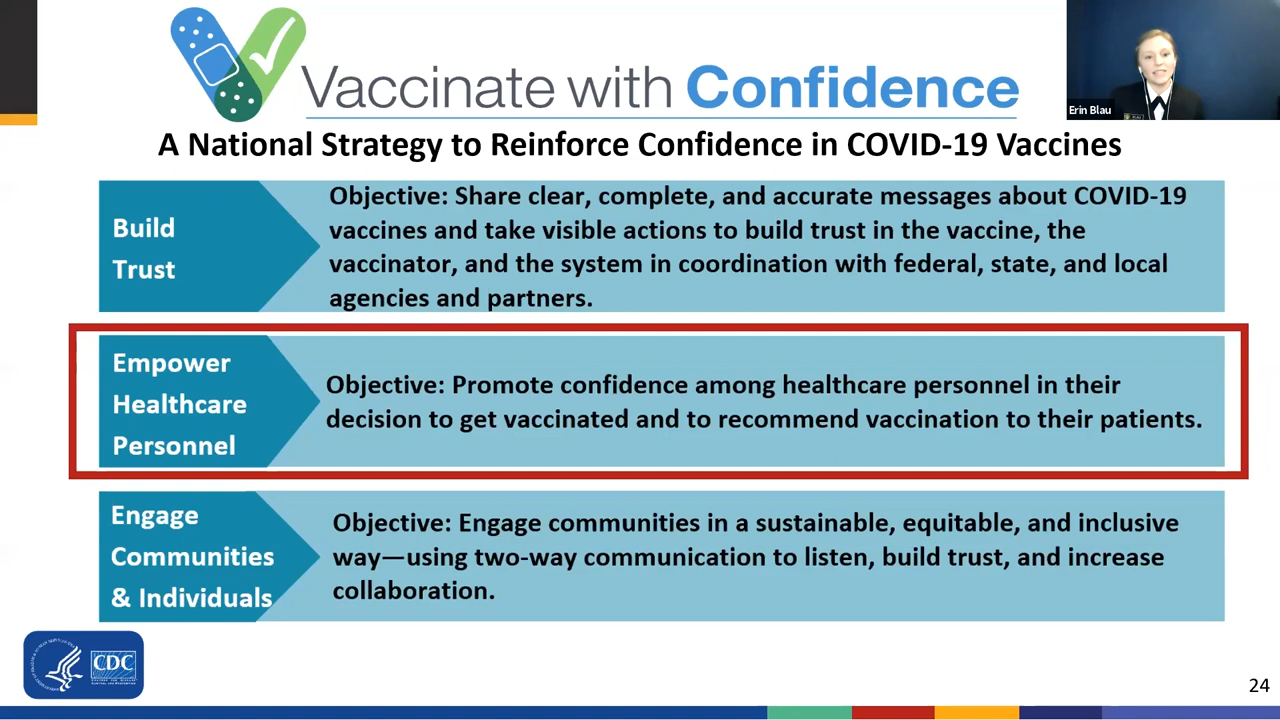 Vaccinate with Confidence
Erin Blau
A National Strategy to Reinforce Confidence in COVID-19 Vaccines
Build
Trust
Objective: Share clear, complete, and accurate messages about COVID-19
vaccines and take visible actions to build trust in the vaccine, the
vaccinator, and the system in coordination with federal, state, and local
agencies and partners.
Empower
Healthcare
Personnel
Objective: Promote confidence among healthcare personnel in their
decision to get vaccinated and to recommend vaccination to their patients.
Engage
Communities
& Individuals
Objective: Engage communities in a sustainable, equitable, and inclusive
way—using two-way communication to listen, build trust, and increase
collaboration.
CDC
24